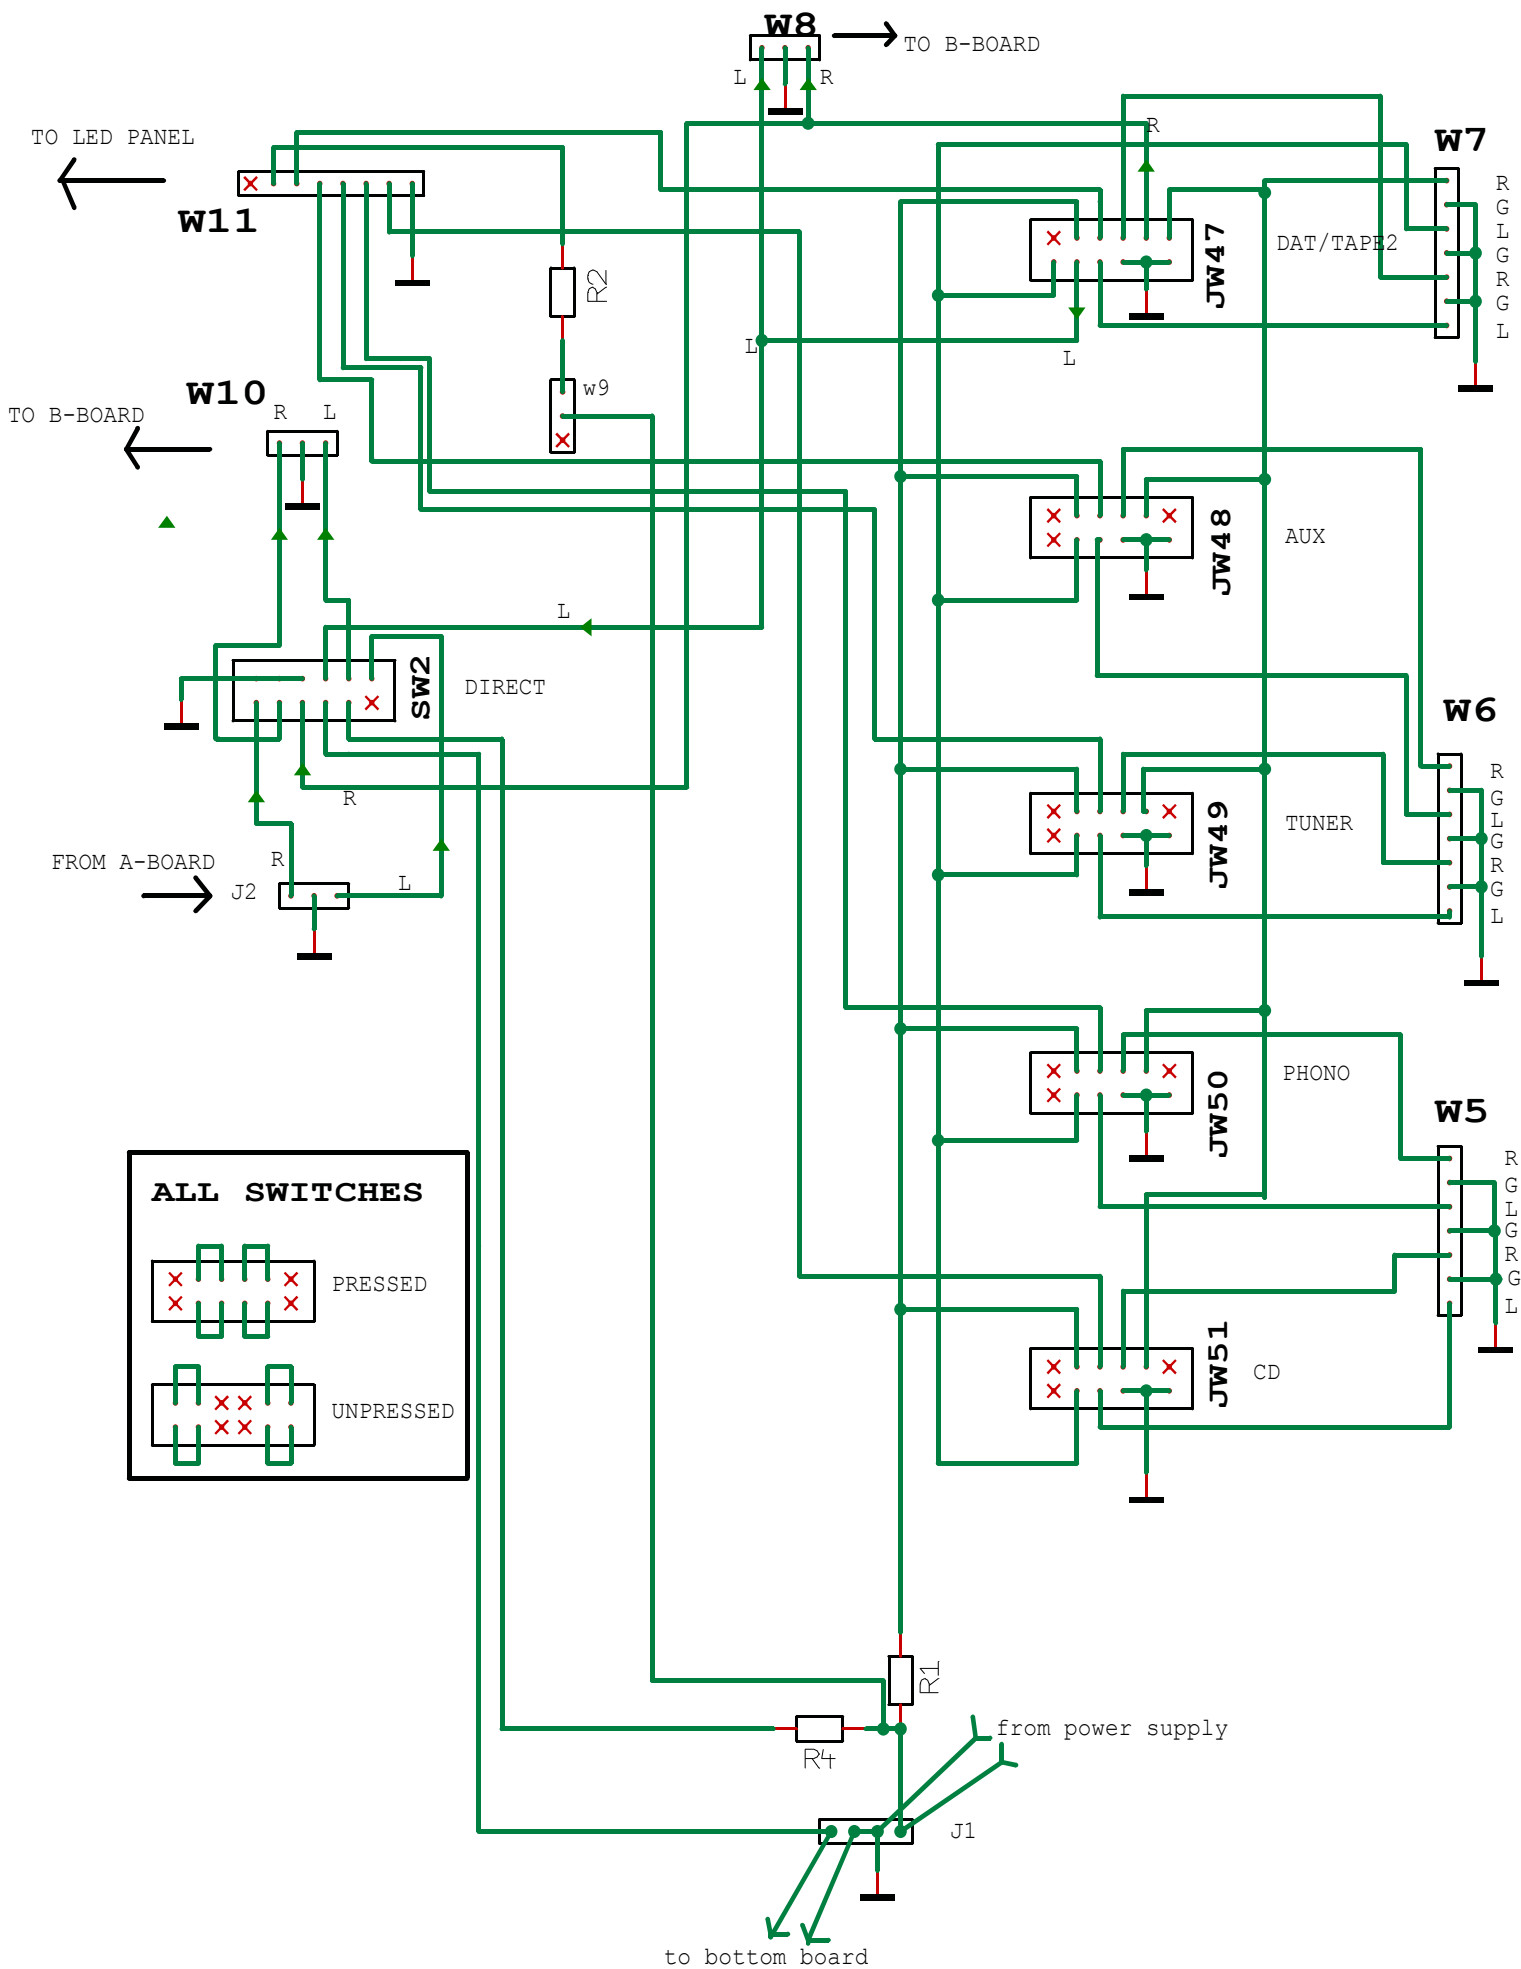 W8
TO B-BOARD
L
R
R
TO LED PANEL
W11
W7
R
G
L
G
R
G
L
JW47
DAT/TAPE2
R2
L
L
w9
W10
R
L
TO B-BOARD
JW48
AUX
L
SW2
DIRECT
R
W6
R
G
L
G
R
G
L
JW49
TUNER
FROM A-BOARD
R
J2
L
JW50
PHONO
W5
R
G
L
G
R
G
L
ALL SWITCHES
PRESSED
UNPRESSED
JW51
CD
R1
R4
from power supply
J1
to bottom board